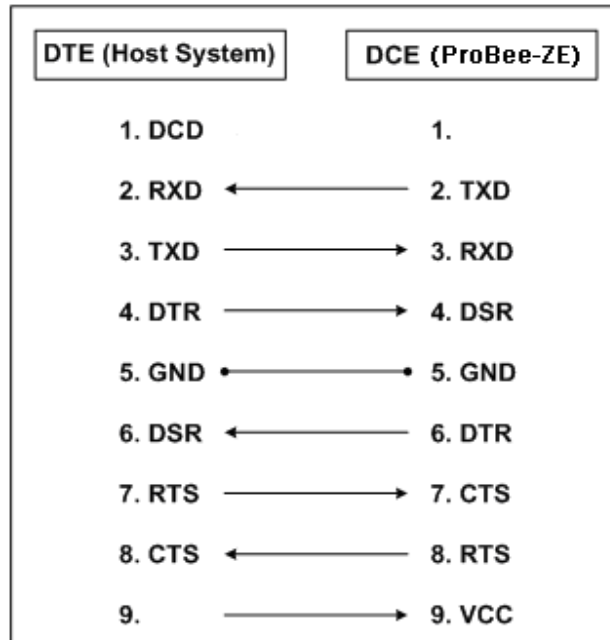 DTE (Host System) DCE (ProBee-ZE)
1. DCD 1.
2. RXD 2. TXD
3. TXD 3. RXD
4. DTR 4. DSR
5. GND 5. GND
6. DSR 6. DTR
7. RTS 7. CTS
8. CTS 8. RTS
9. 9. VCC